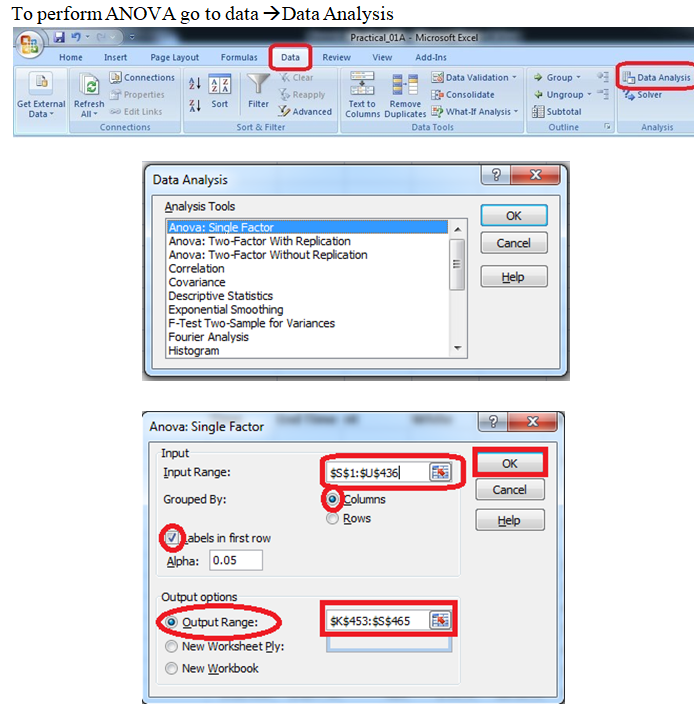 To perform ANOVA go to data →Data Analysis
Practical_01A - Microsoft Excel
Home Insert Page Layout Formulas Data Review View Add-Ins
Get External Data
Refresh All
Connections
Properties
Edit Links
Connections
Sort
Filter
Clear
Reapply
Advanced
Sort & Filter
Text to Columns
Remove Duplicates
Data Validation
Consolidate
What-If Analysis
Data Tools
Group
Ungroup
Subtotal
Outline
Data Analysis
Solver
Analysis
Data Analysis
Analysis Tools
Anova: Single Factor
Anova: Two-Factor With Replication
Anova: Two-Factor Without Replication
Correlation
Covariance
Descriptive Statistics
Exponential Smoothing
F-Test Two-Sample for Variances
Fourier Analysis
Histogram
OK
Cancel
Help
Anova: Single Factor
Input
Input Range: $S$1:$U$436
Grouped By: Columns
Rows
Labels in first row
Alpha: 0.05
OK
Cancel
Help
Output options
Output Range: $K$453:$S$465
New Worksheet Ply:
New Workbook